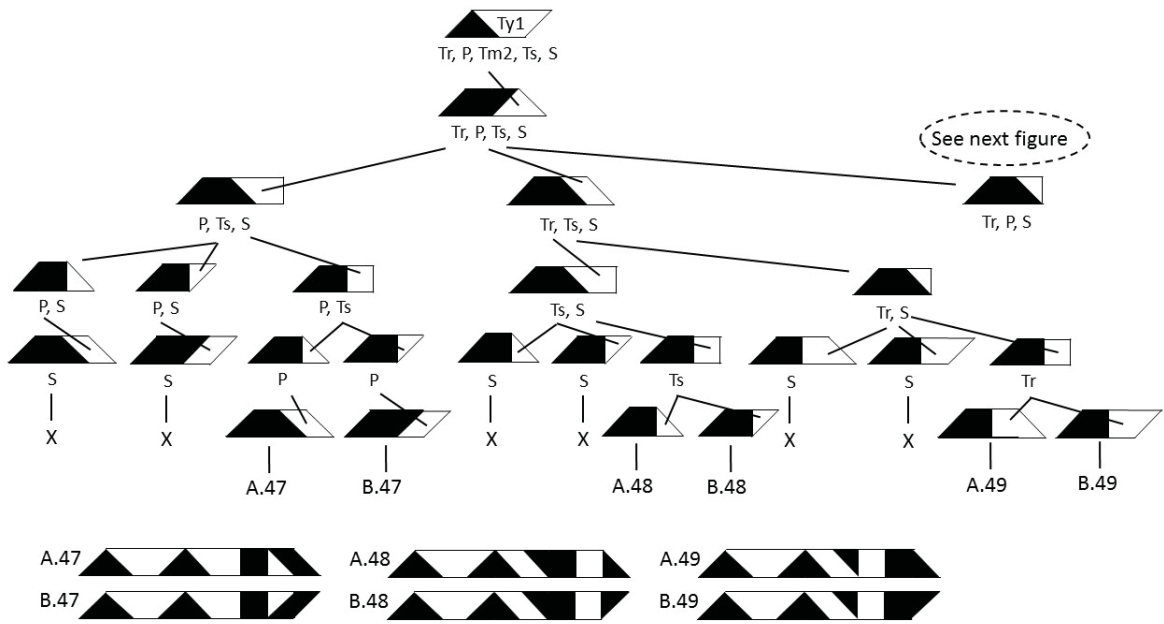 Ty1
Tr, P, Tm2, Ts, S
Tr, P, Ts, S
See next figure
P, Ts, S
Tr, Ts, S
Tr, P, S
P, S
P, S
P, Ts
Ts, S
Tr, S
S
S
P
P
S
S
Ts
S
S
Tr
X
X
X
X
X
X
A.47
B.47
A.48
B.48
A.49
B.49
A.47
A.48
A.49
B.47
B.48
B.49